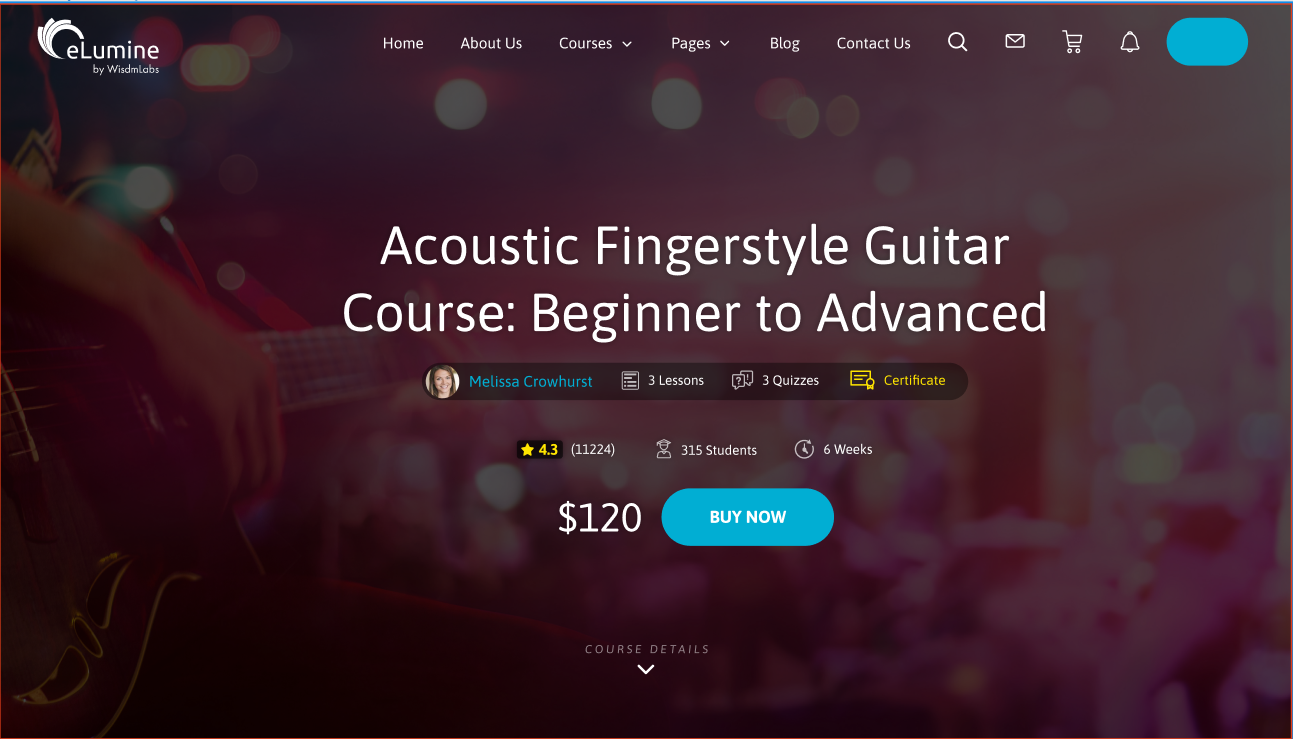 eLumine
by WisdmLabs
Home About Us Courses Pages Blog Contact Us
Acoustic Fingerstyle Guitar
Course: Beginner to Advanced
Melissa Crowhurst 3 Lessons 3 Quizzes Certificate
4.3 (11224) 315 Students 6 Weeks
$120 BUY NOW
COURSE DETAILS